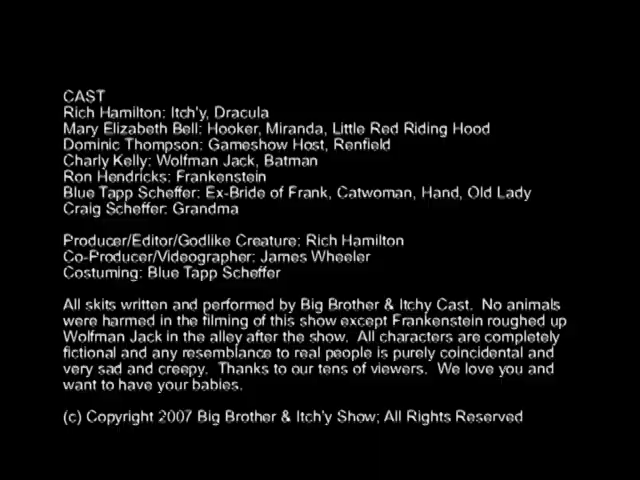 CAST
Rich Hamilton: Itch'y, Dracula
Mary Elizabeth Bell: Hooker, Miranda, Little Red Riding Hood
Dominic Thompson: Gameshow Host, Renfield
Charly Kelly: Wolfman Jack, Batman
Ron Hendricks: Frankenstein
Blue Tapp Scheffer: Ex-Bride of Frank, Catwoman, Hand, Old Lady
Craig Scheffer: Grandma
Producer/Editor/Godlike Creature: Rich Hamilton
Co-Producer/Videographer: James Wheeler
Costuming: Blue Tapp Scheffer
All skits written and performed by Big Brother & Itchy Cast.  No animals
were harmed in the filming of this show except Frankenstein roughed up
Wolfman Jack in the alley after the show.  All characters are completely
fictional and any resemblance to real people is purely coincidental and
very sad and creepy.  Thanks to our tens of viewers.  We love you and
want to have your babies.
(c) Copyright 2007 Big Brother & Itch'y Show; All Rights Reserved